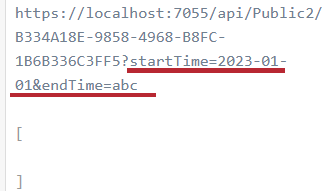 https://localhost:7055/api/Public2/
B334A18E-9858-4968-B8FC-
1B6B336C3FF5?startTime=2023-01-
01&endTime=abc
[
]